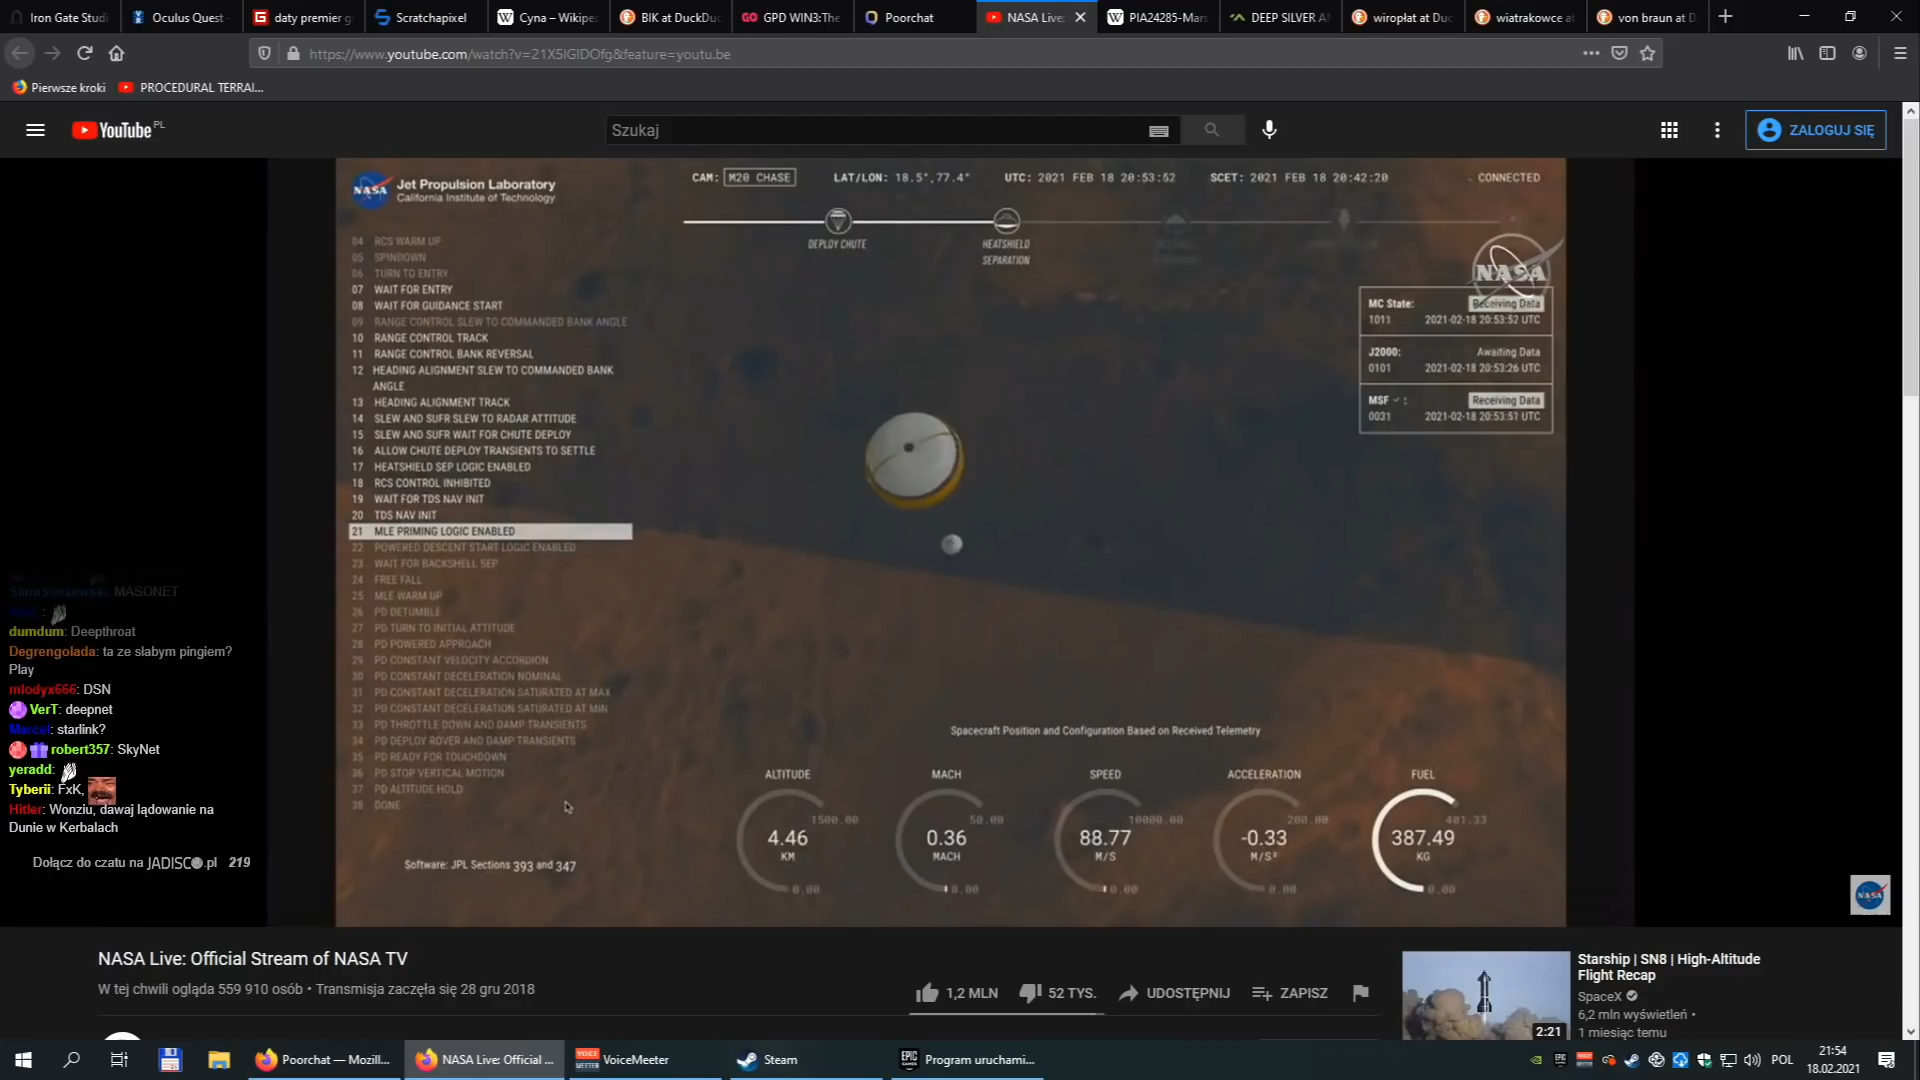 Iron Gate Studi
Oculus Quest -
daty premier g
Scratchapixel
Cyna – Wikipe
BIK at DuckDu
GPD WIN3:The
Poorchat
NASA Live:
PIA24285-Mars
DEEP SILVER A
wiropłat at Duc
wiatrakowce at
von braun at D
https://www.youtube.com/watch?v=21X5lGlDOfg&feature=youtu.be
Pierwsze kroki
PROCEDURAL TERRAI...
YouTube PL
Szukaj
ZALOGUJ SIĘ
NASA
Jet Propulsion Laboratory
California Institute of Technology
CAM: M20 CHASE
LAT/LON: 18.5°,77.4°
UTC: 2021 FEB 18 20:53:52
SCET: 2021 FEB 18 20:42:20
CONNECTED
DEPLOY CHUTE
HEATSHIELD
SEPARATION
NASA
MC State: Receiving Data
1011 2021-02-18 20:53:52 UTC
J2000: Awaiting Data
0101 2021-02-18 20:53:26 UTC
MSF : Receiving Data
0031 2021-02-18 20:53:51 UTC
04 RCS WARM UP
05 SPINDOWN
06 TURN TO ENTRY
07 WAIT FOR ENTRY
08 WAIT FOR GUIDANCE START
09 RANGE CONTROL SLEW TO COMMANDED BANK ANGLE
10 RANGE CONTROL TRACK
11 RANGE CONTROL BANK REVERSAL
12 HEADING ALIGNMENT SLEW TO COMMANDED BANK
ANGLE
13 HEADING ALIGNMENT TRACK
14 SLEW AND SUFR SLEW TO RADAR ATTITUDE
15 SLEW AND SUFR WAIT FOR CHUTE DEPLOY
16 ALLOW CHUTE DEPLOY TRANSIENTS TO SETTLE
17 HEATSHIELD SEP LOGIC ENABLED
18 RCS CONTROL INHIBITED
19 WAIT FOR TDS NAV INIT
20 TDS NAV INIT
21 MLE PRIMING LOGIC ENABLED
22 POWERED DESCENT START LOGIC ENABLED
23 WAIT FOR BACKSHELL SEP
24 FREE FALL
25 MLE WARM UP
26 PD DETUMBLE
27 PD TURN TO INITIAL ATTITUDE
28 PD POWERED APPROACH
29 PD CONSTANT VELOCITY ACCORDION
30 PD CONSTANT DECELERATION NOMINAL
31 PD CONSTANT DECELERATION SATURATED AT MAX
32 PD CONSTANT DECELERATION SATURATED AT MIN
33 PD THROTTLE DOWN AND DAMP TRANSIENTS
34 PD DEPLOY ROVER AND DAMP TRANSIENTS
35 PD READY FOR TOUCHDOWN
36 PD STOP VERTICAL MOTION
37 PD ALTITUDE HOLD
38 DONE
Software: JPL Sections 393 and 347
Spacecraft Position and Configuration Based on Received Telemetry
ALTITUDE
1500.00
4.46
KM
0.00
MACH
50.00
0.36
MACH
0.00
SPEED
10000.00
88.77
M/S
0.00
ACCELERATION
200.00
-0.33
M/S²
0.00
FUEL
401.33
387.49
KG
0.00
MASONET
dumdum: Deepthroat
Degrengolada: ta ze słabym pingiem?
Play
mlodyx666: DSN
VerT: deepnet
Marcel: starlink?
robert357: SkyNet
yeradd:
Tyberii: FxK,
Hitler: Wonziu, dawaj lądowanie na
Dunie w Kerbalach
Dołącz do czatu na JADISCO.pl 219
NASA
NASA Live: Official Stream of NASA TV
W tej chwili ogląda 559 910 osób • Transmisja zaczęła się 28 gru 2018
1,2 MLN
52 TYS.
UDOSTĘPNIJ
ZAPISZ
Starship | SN8 | High-Altitude
Flight Recap
SpaceX
6,2 mln wyświetleń •
1 miesiąc temu
2:21
Poorchat — Mozill...
NASA Live: Official ...
VoiceMeeter
Steam
Program uruchami...
POL
21:54
18.02.2021